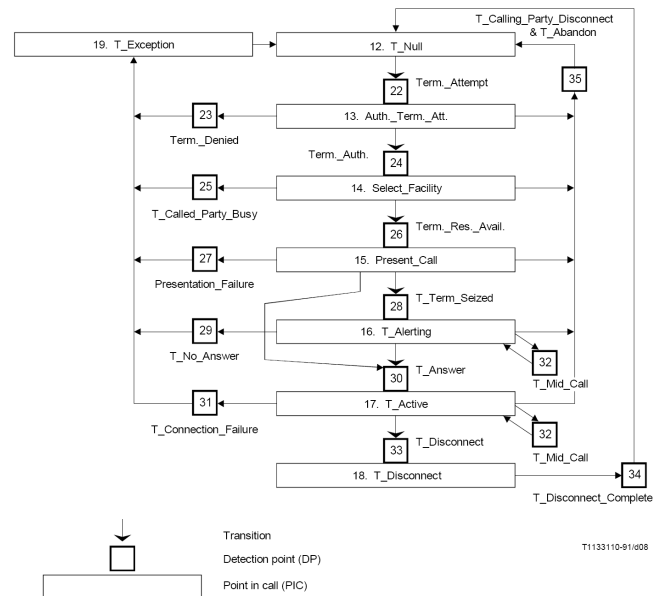 T_Calling_Party_Disconnect
& T_Abandon
19. T_Exception
12. T_Null
35
22
Term._Attempt
23
13. Auth._Term._Att.
Term._Denied
Term._Auth.
24
25
14. Select_Facility
T_Called_Party_Busy
26
Term._Res._Avail.
27
15. Present_Call
Presentation_Failure
28
T_Term_Seized
29
16. T_Alerting
T_No_Answer
32
T_Mid_Call
30
T_Answer
31
17. T_Active
T_Connection_Failure
32
T_Mid_Call
33
T_Disconnect
18. T_Disconnect
34
T_Disconnect_Complete
Transition
T1133110-91/d08
Detection point (DP)
Point in call (PIC)